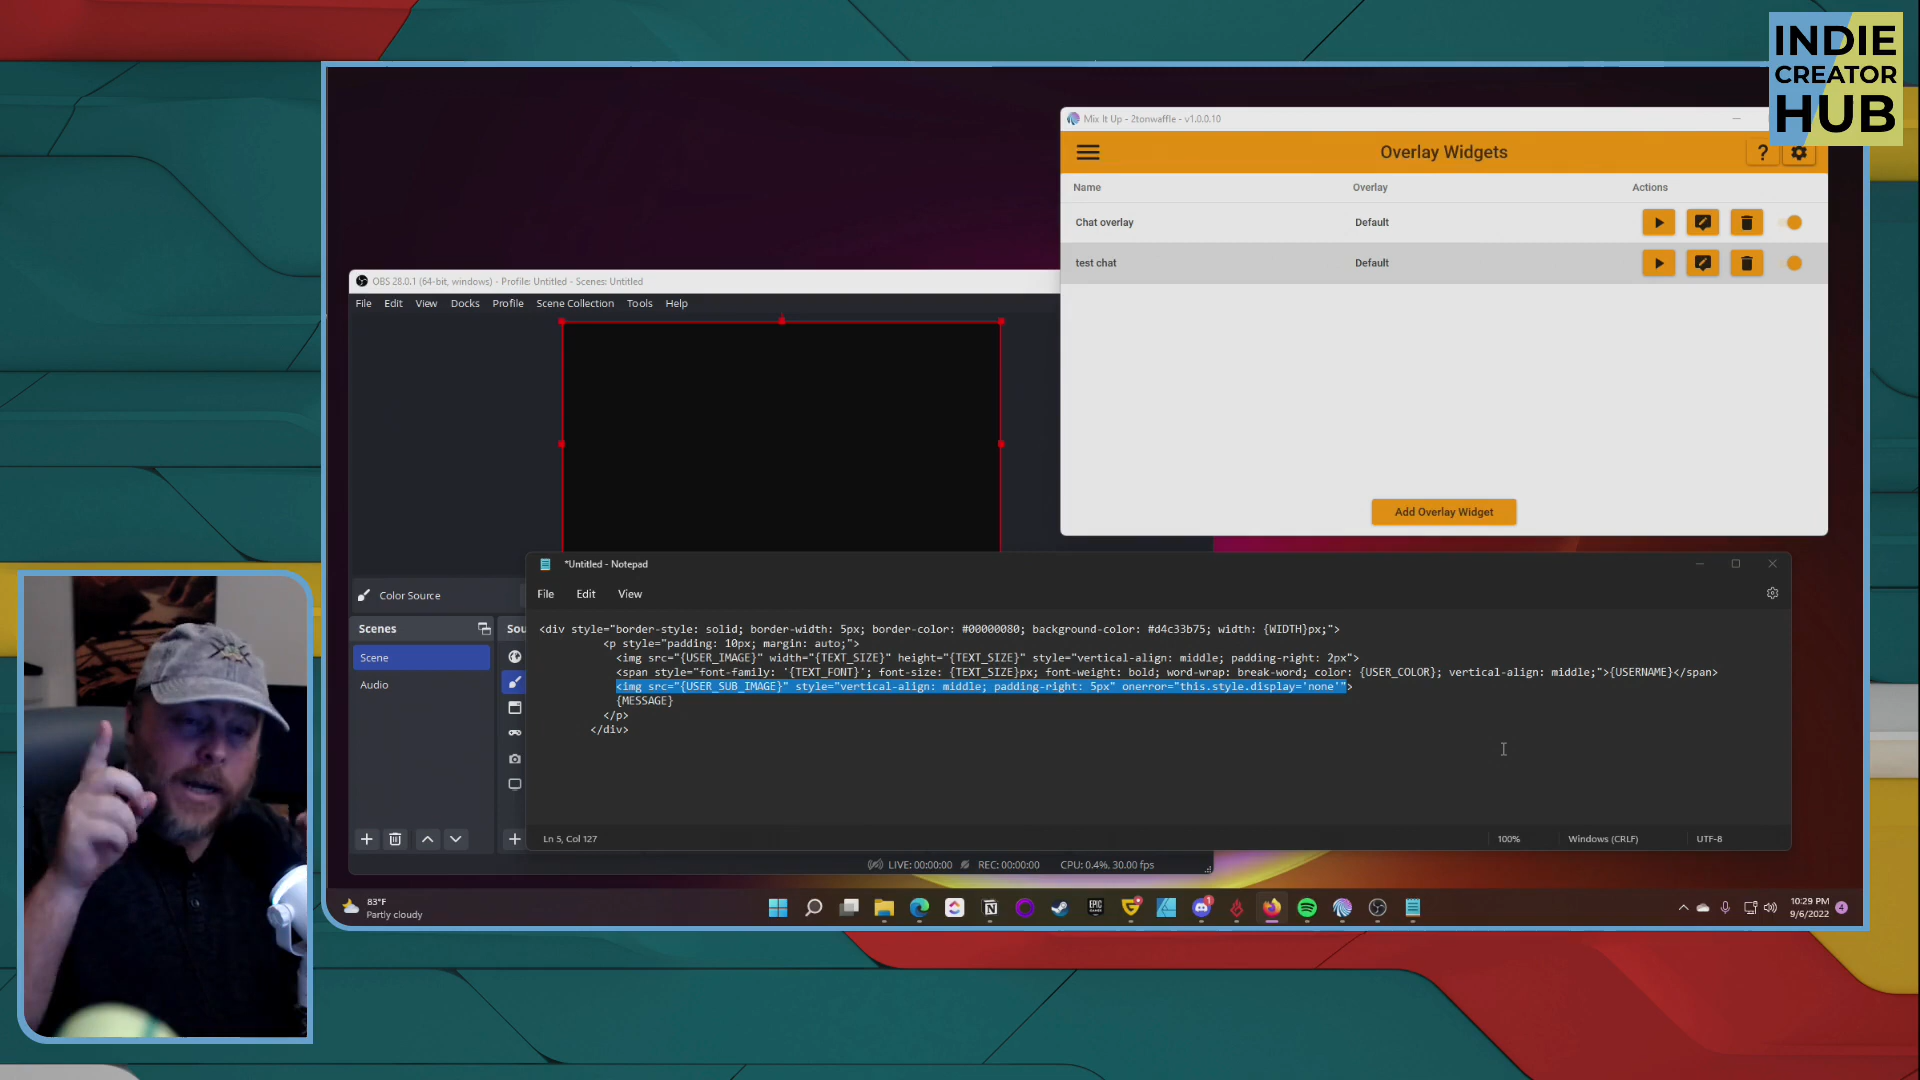 INDIE
CREATOR
HUB
Mix It Up - 2tonwaffle - v1.0.0.10
Overlay Widgets
?
Name Overlay Actions
Chat overlay Default
test chat Default
Add Overlay Widget
OBS 28.0.1 (64-bit, windows) - Profile: Untitled - Scenes: Untitled
File Edit View Docks Profile Scene Collection Tools Help
Color Source
Scenes
Sou
Scene
Audio
*Untitled - Notepad
File Edit View
<div style="border-style: solid; border-width: 5px; border-color: #00000080; background-color: #d4c33b75; width: {WIDTH}px;">
<p style="padding: 10px; margin: auto;">
<img src="{USER_IMAGE}" width="{TEXT_SIZE}" height="{TEXT_SIZE}" style="vertical-align: middle; padding-right: 2px">
<span style="font-family: '{TEXT_FONT}'; font-size: {TEXT_SIZE}px; font-weight: bold; word-wrap: break-word; color: {USER_COLOR}; vertical-align: middle;">{USERNAME}</span>
<img src="{USER_SUB_IMAGE}" style="vertical-align: middle; padding-right: 5px" onerror="this.style.display='none'">
{MESSAGE}
</p>
</div>
Ln 5, Col 127
100%
Windows (CRLF)
UTF-8
LIVE: 00:00:00 REC: 00:00:00 CPU: 0.4%, 30.00 fps
83°F
Partly cloudy
EPIC
GAMES
1
10:29 PM
9/6/2022
4